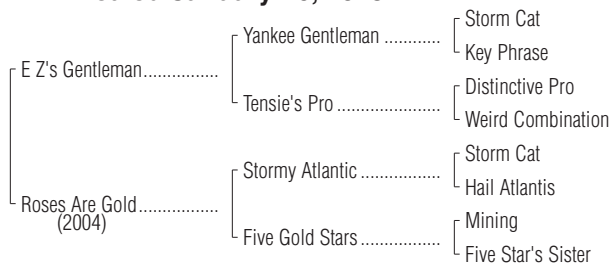 Storm Cat
Yankee Gentleman
Key Phrase
E Z's Gentleman
Distinctive Pro
Tensie's Pro
Weird Combination
Storm Cat
Stormy Atlantic
Hail Atlantis
Roses Are Gold
(2004)
Mining
Five Gold Stars
Five Star's Sister